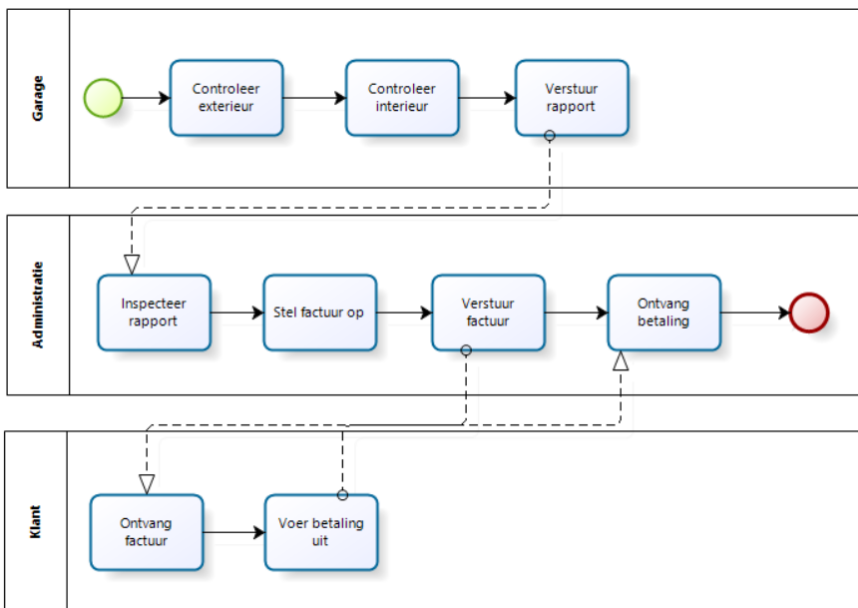 Garage
Controleer
exterieur
Controleer
interieur
Verstuur
rapport
Administratie
Inspecteer
rapport
Stel factuur op
Verstuur
factuur
Ontvang
betaling
Klant
Ontvang
factuur
Voer betaling
uit